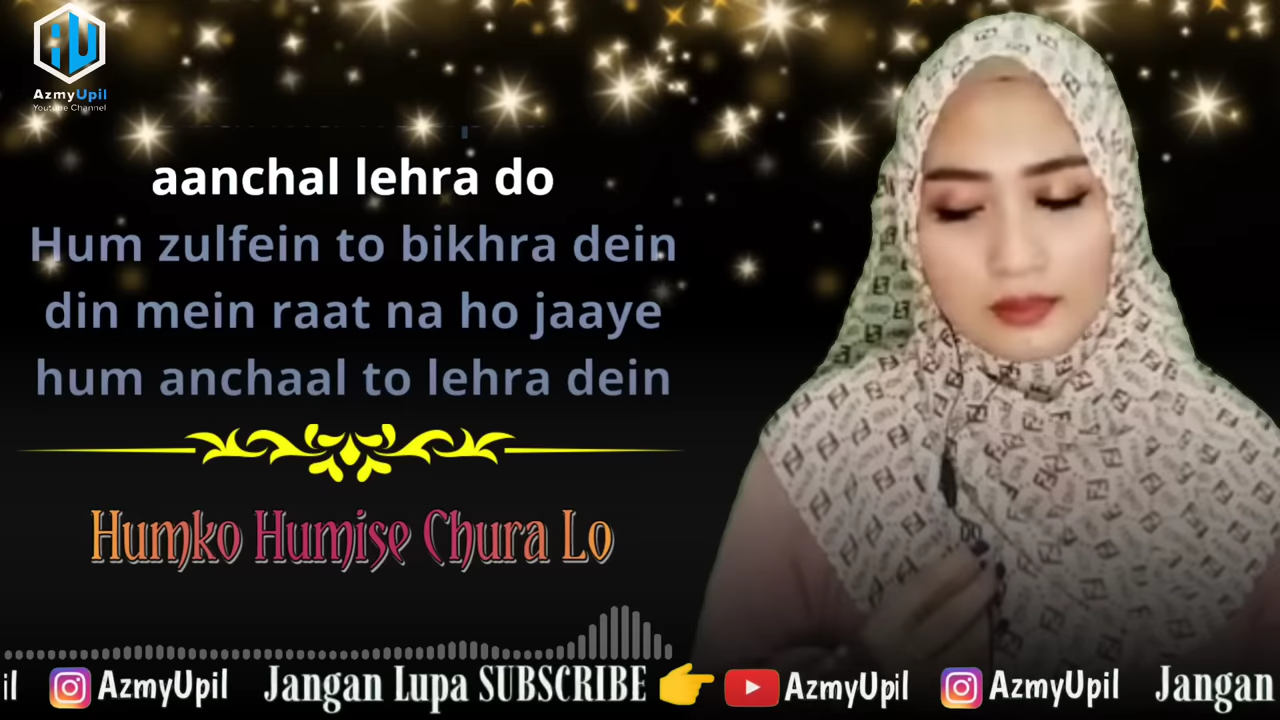 AzmyUpil
Youtube Channel
aanchal lehra do
Hum zulfein to bikhra dein
din mein raat na ho jaaye
hum anchaal to lehra dein
Humko Humise Chura Lo
il AzmyUpil Jangan Lupa SUBSCRIBE AzmyUpil AzmyUpil Jangan